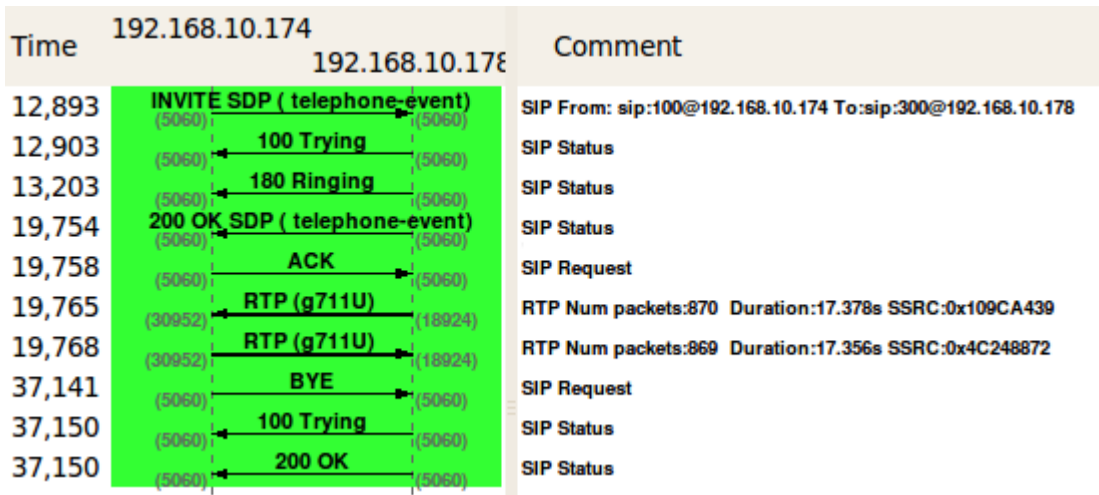 192.168.10.174
Time 192.168.10.178 Comment
12,893 INVITE SDP ( telephone-event) SIP From: sip:100@192.168.10.174 To:sip:300@192.168.10.178
(5060) (5060)
12,903 100 Trying SIP Status
(5060) (5060)
13,203 180 Ringing SIP Status
(5060) (5060)
19,754 200 OK SDP ( telephone-event) SIP Status
(5060) (5060)
19,758 ACK SIP Request
(5060) (5060)
19,765 RTP (g711U) RTP Num packets:870 Duration:17.378s SSRC:0x109CA439
(30952) (18924)
19,768 RTP (g711U) RTP Num packets:869 Duration:17.356s SSRC:0x4C248872
(30952) (18924)
37,141 BYE SIP Request
(5060) (5060)
37,150 100 Trying SIP Status
(5060) (5060)
37,150 200 OK SIP Status
(5060) (5060)